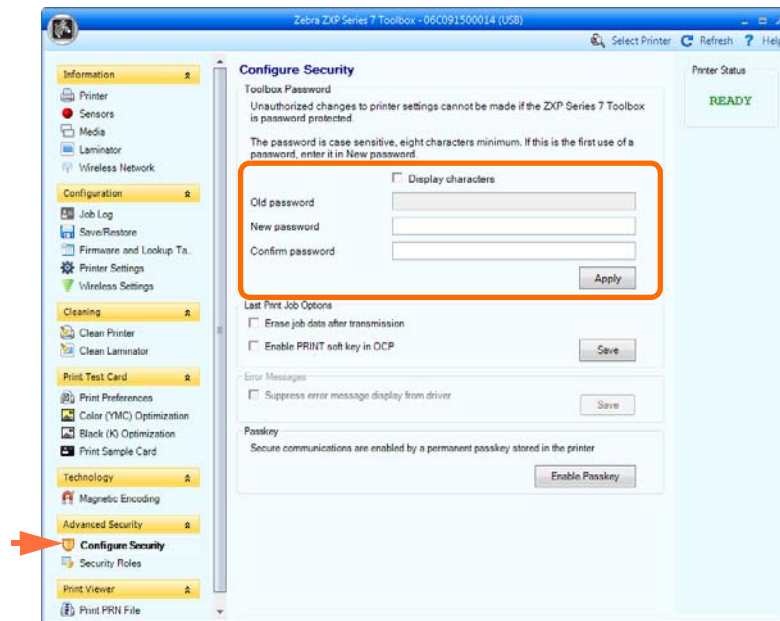 Zebra ZXP Series 7 Toolbox - 06C091500014 (USB)
Select Printer Refresh ? Help
Information
Printer
Sensors
Media
Laminator
Wireless Network
Configuration
Job Log
Save/Restore
Firmware and Lookup Ta..
Printer Settings
Wireless Settings
Cleaning
Clean Printer
Clean Laminator
Print Test Card
Print Preferences
Color (YMC) Optimization
Black (K) Optimization
Print Sample Card
Technology
Magnetic Encoding
Advanced Security
Configure Security
Security Roles
Print Viewer
Print PRN File
Configure Security
Toolbox Password
Unauthorized changes to printer settings cannot be made if the ZXP Series 7 Toolbox
is password protected.
The password is case sensitive, eight characters minimum. If this is the first use of a
password, enter it in New password.
Display characters
Old password
New password
Confirm password
Apply
Last Print Job Options
Erase job data after transmission
Enable PRINT soft key in OCP
Save
Error Messages
Suppress error message display from driver
Save
Passkey
Secure communications are enabled by a permanent passkey stored in the printer
Enable Passkey
Printer Status
READY